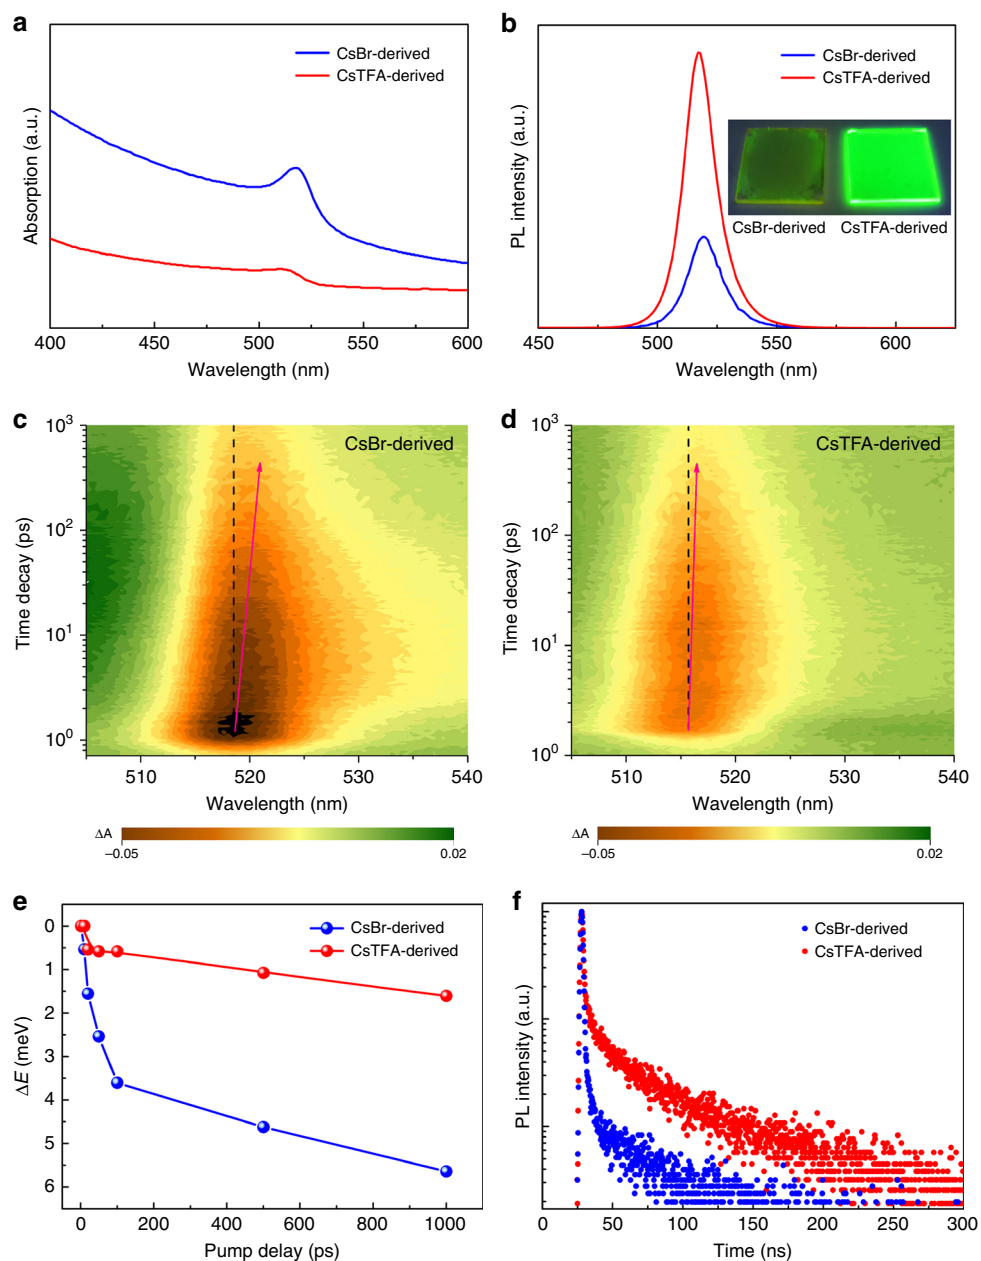 a
CsBr-derived
CsTFA-derived
Absorption (a.u.)
400 450 500 550 600
Wavelength (nm)
b
CsBr-derived
CsTFA-derived
PL intensity (a.u.)
CsBr-derived CsTFA-derived
450 500 550 600
Wavelength (nm)
c
CsBr-derived
Time decay (ps)
10³
10²
10¹
10⁰
510 520 530 540
Wavelength (nm)
ΔA
−0.05 0.02
d
CsTFA-derived
Time decay (ps)
10³
10²
10¹
10⁰
510 520 530 540
Wavelength (nm)
ΔA
−0.05 0.02
e
CsBr-derived
CsTFA-derived
ΔE (meV)
0
1
2
3
4
5
6
0 200 400 600 800 1000
Pump delay (ps)
f
CsBr-derived
CsTFA-derived
PL intensity (a.u.)
0 50 100 150 200 250 300
Time (ns)